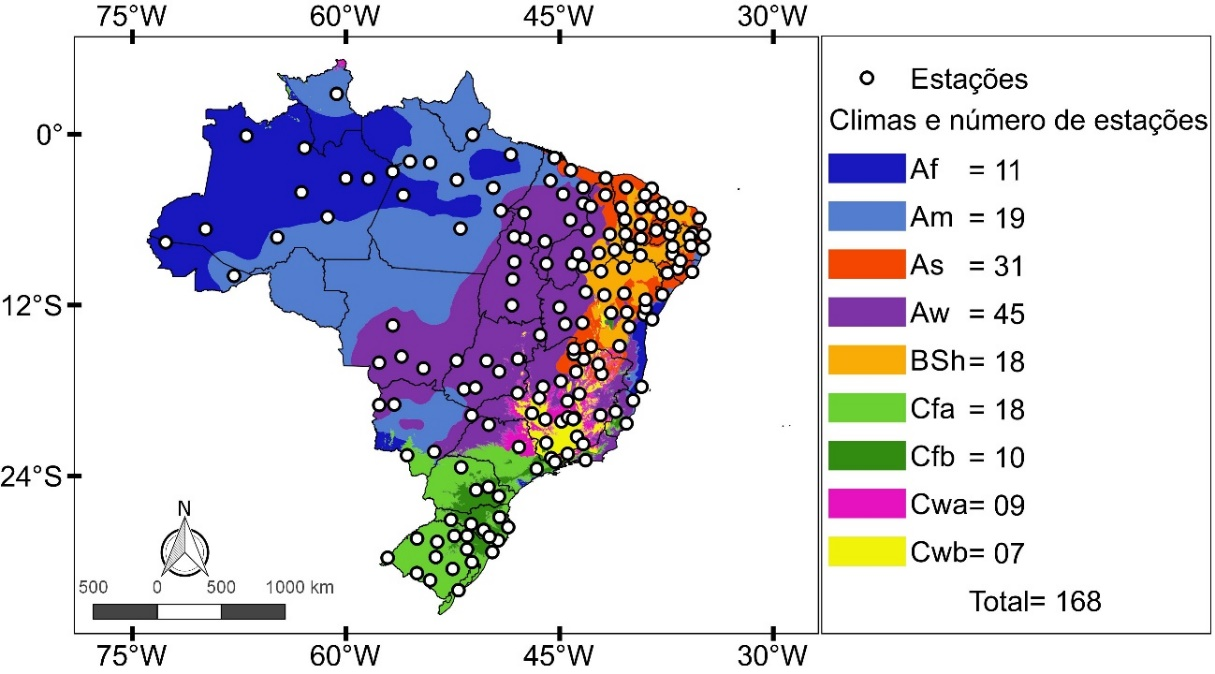 75°W 60°W 45°W 30°W
0°
12°S
24°S
N
500 0 500 1000 km
75°W 60°W 45°W 30°W
Estações
Climas e número de estações
Af = 11
Am = 19
As = 31
Aw = 45
BSh= 18
Cfa = 18
Cfb = 10
Cwa= 09
Cwb= 07
Total= 168